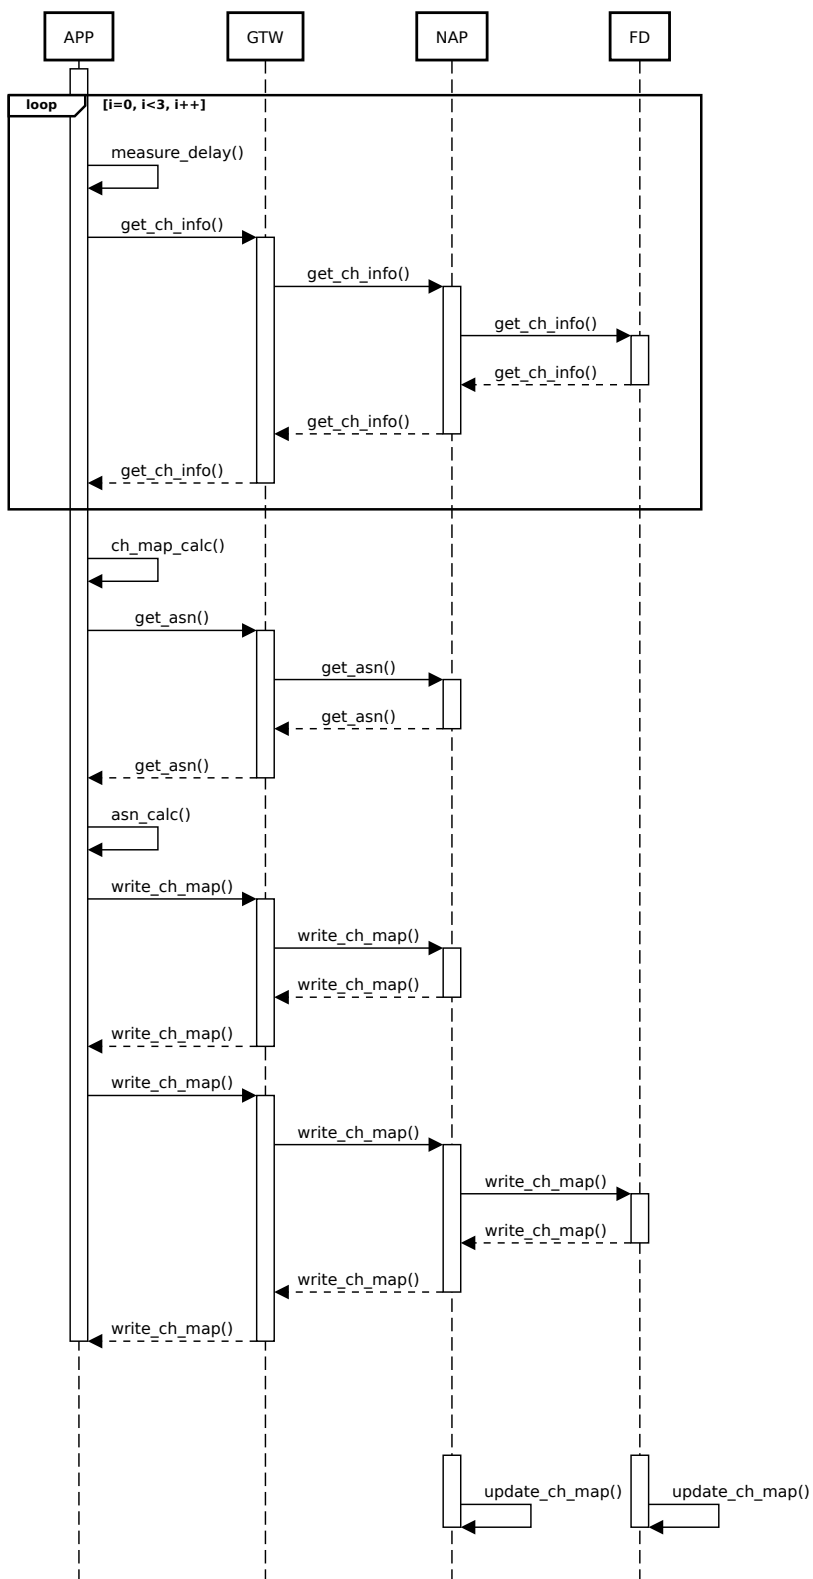 APP GTW NAP FD
loop [i=0, i<3, i++]
measure_delay()
get_ch_info()
get_ch_info()
get_ch_info()
get_ch_info()
get_ch_info()
get_ch_info()
ch_map_calc()
get_asn()
get_asn()
get_asn()
get_asn()
asn_calc()
write_ch_map()
write_ch_map()
write_ch_map()
write_ch_map()
write_ch_map()
write_ch_map()
write_ch_map()
write_ch_map()
write_ch_map()
write_ch_map()
update_ch_map() update_ch_map()